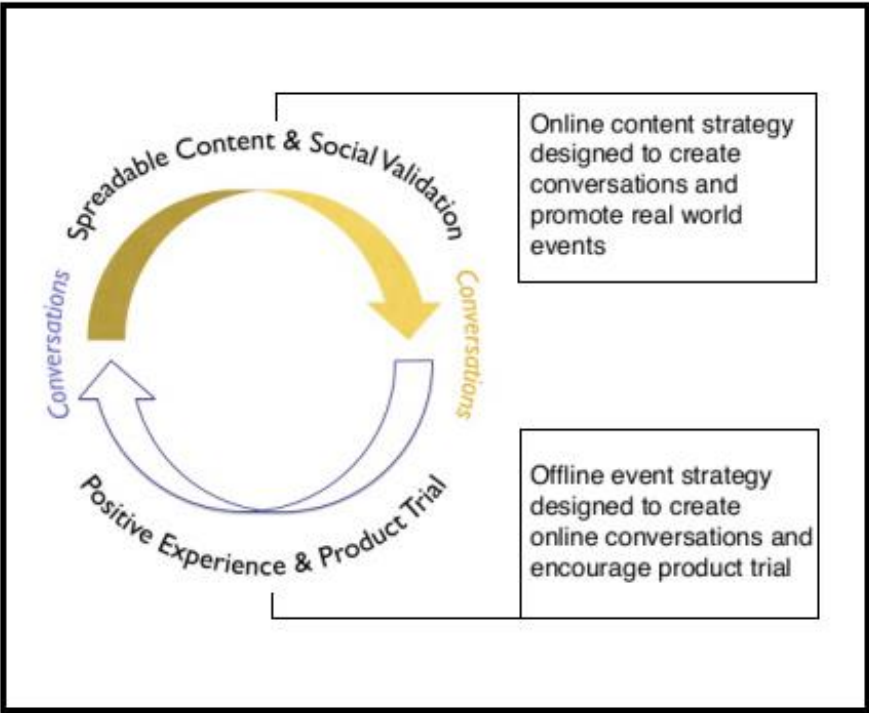 Spreadable Content & Social Validation
Conversations
Conversations
Positive Experience & Product Trial
Online content strategy
designed to create
conversations and
promote real world
events
Offline event strategy
designed to create
online conversations and
encourage product trial